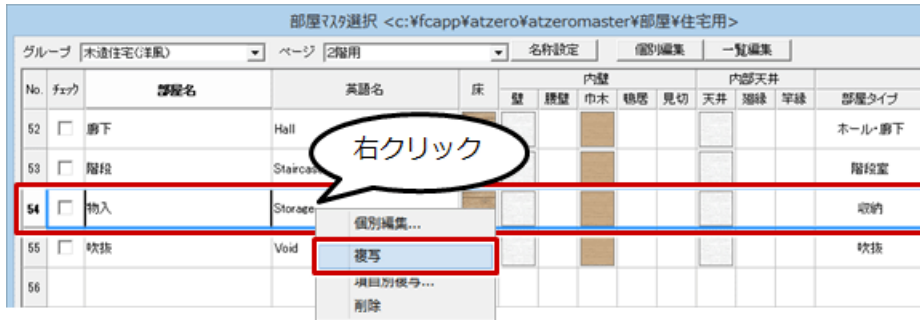 部屋ﾏｽﾀ選択 <c:¥fcapp¥atzero¥atzeromaster¥部屋¥住宅用>
グループ 木造住宅(洋風) ページ 2階用 名称設定 個別編集 一覧編集
内壁 内部天井
No. ﾁｪｯｸ 部屋名 英語名 床 壁 腰壁 巾木 鴨居 見切 天井 廻縁 竿縁 部屋タイプ
52 廊下 Hall ホール・廊下
右クリック
53 階段 Stairca 階段室
54 物入 Storage 収納
個別編集...
55 吹抜 Void 吹抜
複写
56
項目別複写...
削除